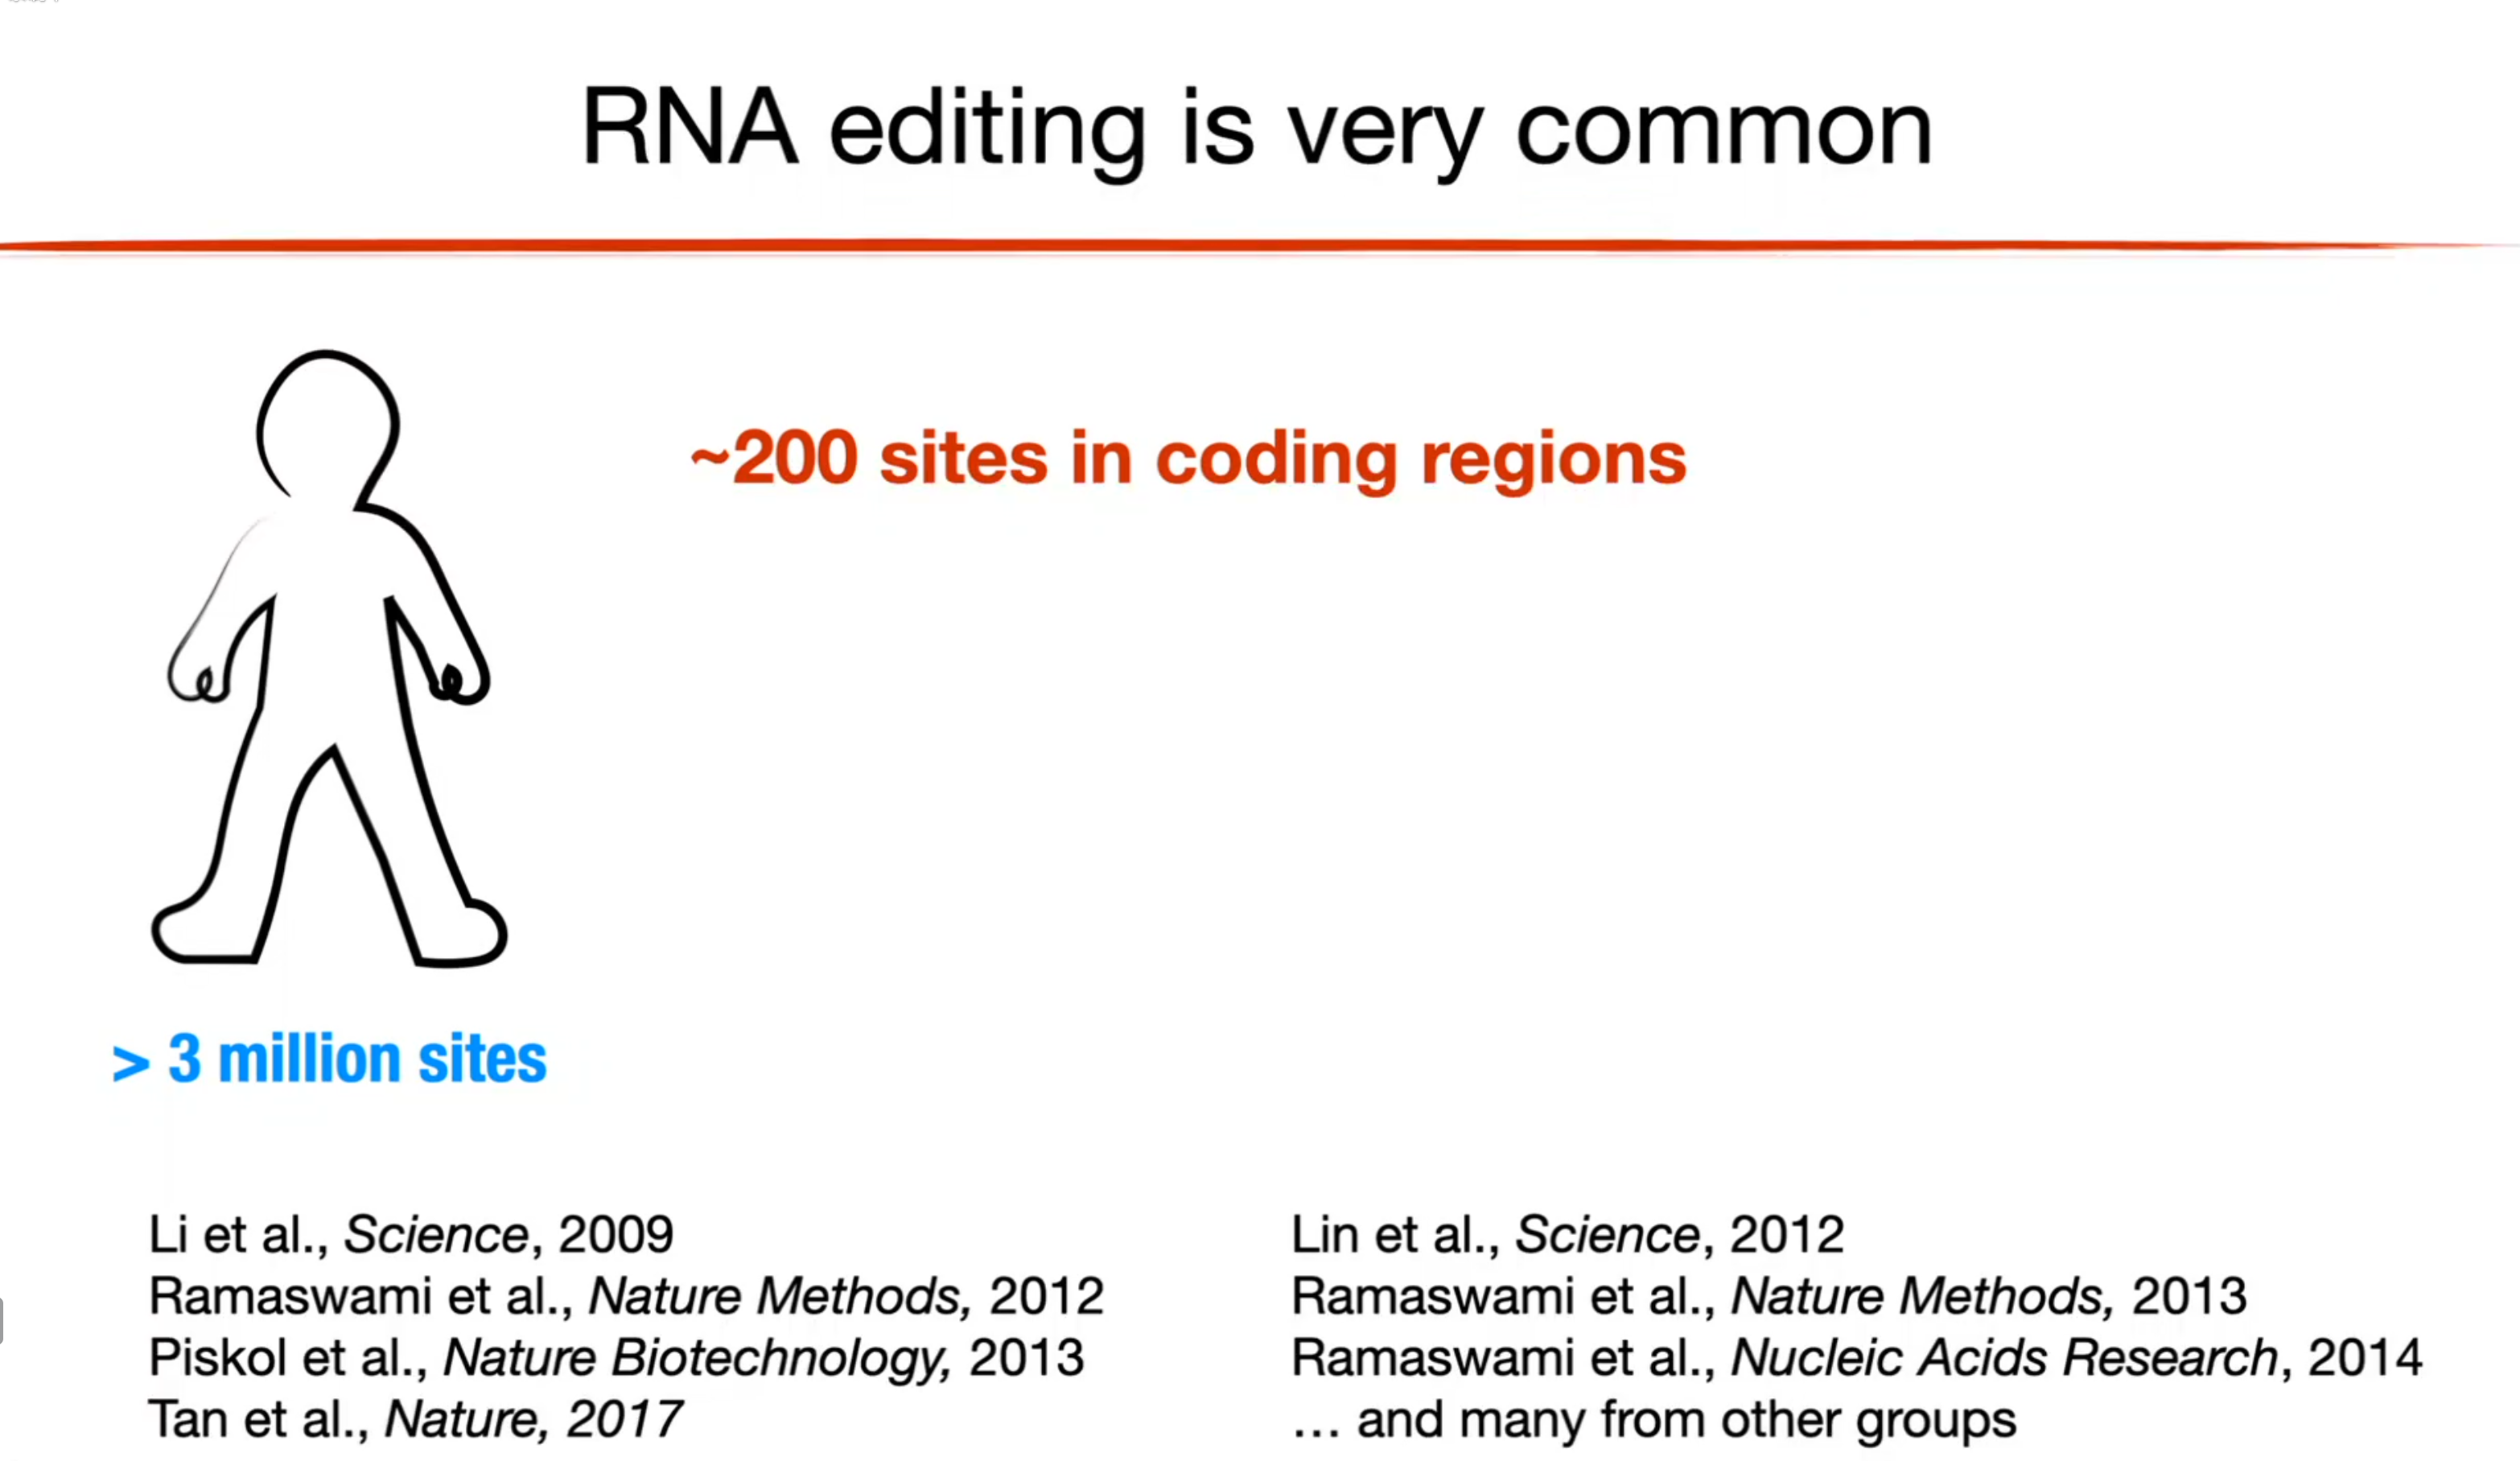 RNA editing is very common
~200 sites in coding regions
> 3 million sites
Li et al., Science, 2009
Ramaswami et al., Nature Methods, 2012
Piskol et al., Nature Biotechnology, 2013
Tan et al., Nature, 2017
Lin et al., Science, 2012
Ramaswami et al., Nature Methods, 2013
Ramaswami et al., Nucleic Acids Research, 2014
… and many from other groups